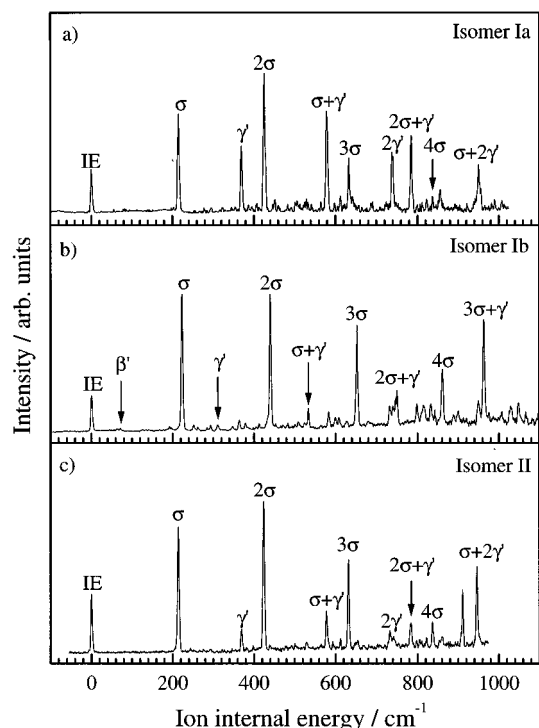 a)
Isomer Ia
IE
σ
γ'
2σ
σ+γ'
3σ
2γ'
2σ+γ'
4σ
σ+2γ'
b)
Isomer Ib
IE
β'
σ
γ'
2σ
σ+γ'
3σ
2σ+γ'
4σ
3σ+γ'
c)
Isomer II
IE
σ
γ'
2σ
σ+γ'
3σ
2γ'
2σ+γ'
4σ
σ+2γ'
Intensity / arb. units
0 200 400 600 800 1000
Ion internal energy / cm⁻¹